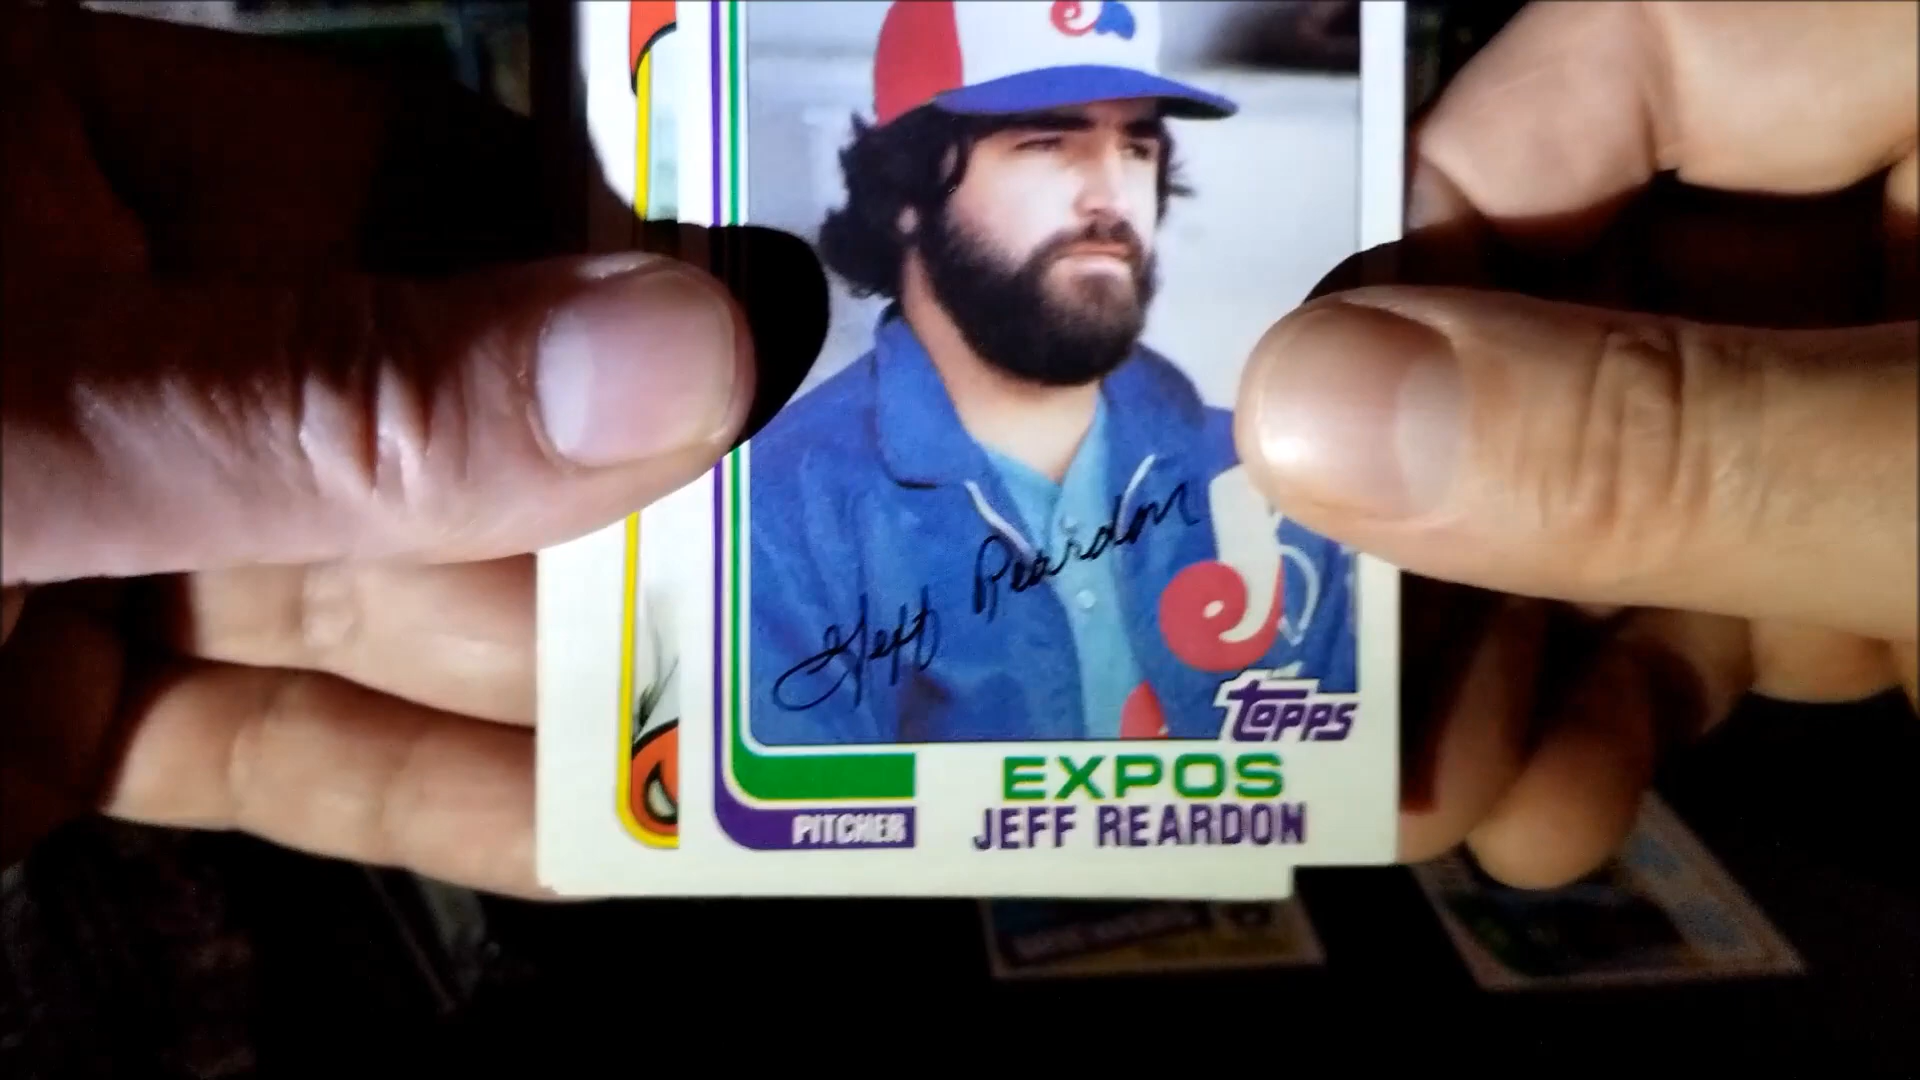 Jeff Reardon
topps
EXPOS
PITCHER
JEFF REARDON